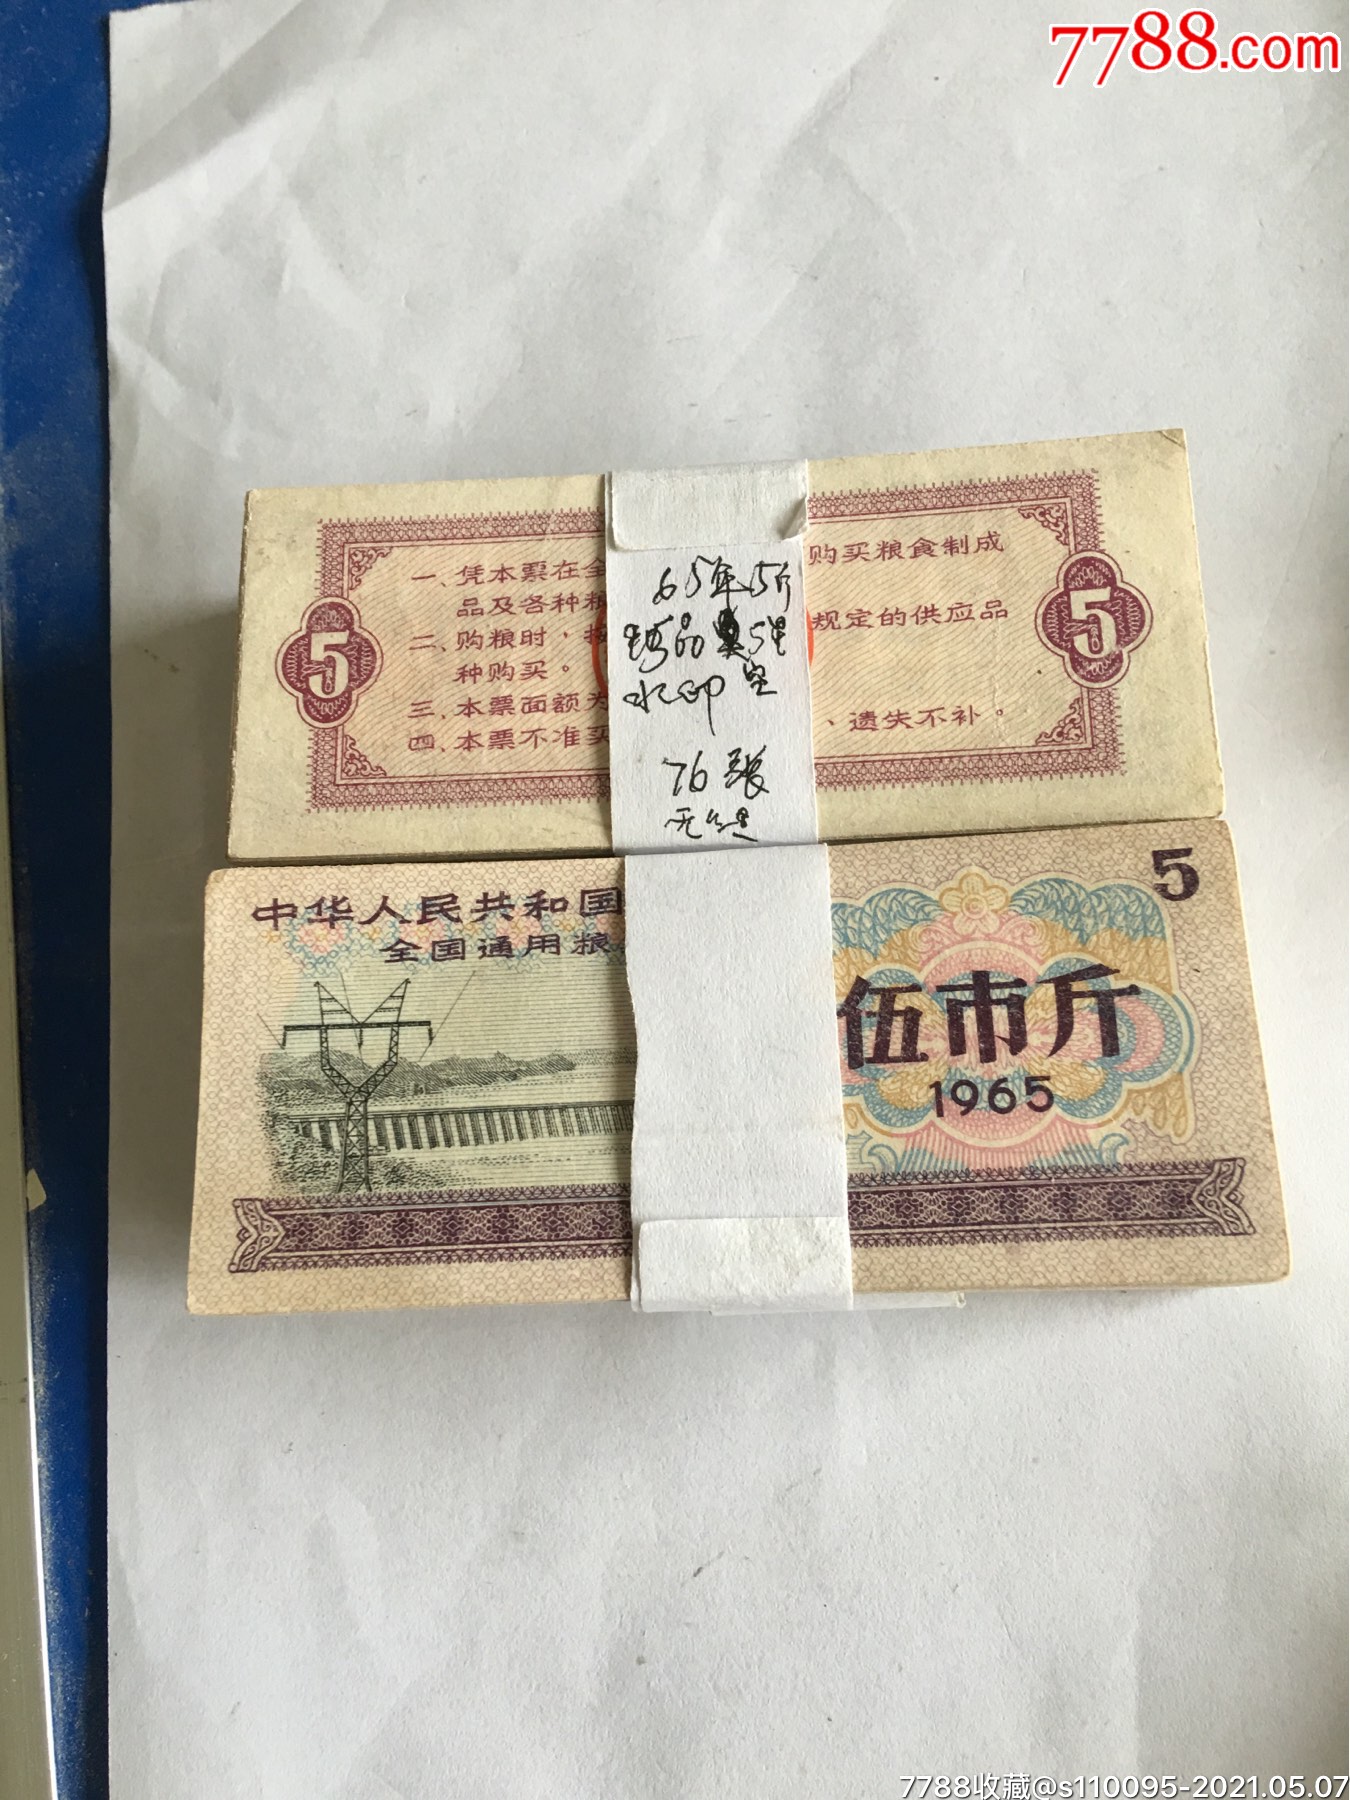 7788.com
一、凭本票在全
购买粮食制成
品及各种粮
二、购粮时，按
规定的供应品
种购买。
三、本票面额为
四、本票不准买
、遗失不补。
5
5
65年5斤
水印
76张
中华人民共和国
全国通用粮
5
伍市斤
1965
7788收藏@s110095-2021.05.07